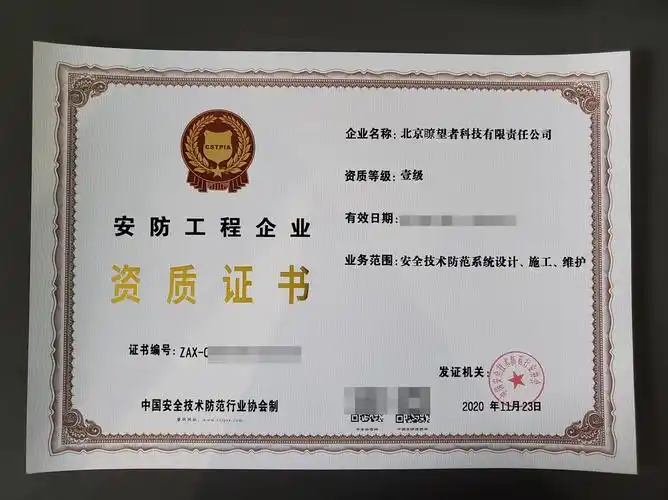 CSTPIA
安防工程企业
资质证书
证书编号: ZAX-
中国安全技术防范行业协会制
企业名称: 北京瞭望者科技有限责任公司
资质等级: 壹级
有效日期:
业务范围: 安全技术防范系统设计、施工、维护
发证机关:
2020 年11月23日